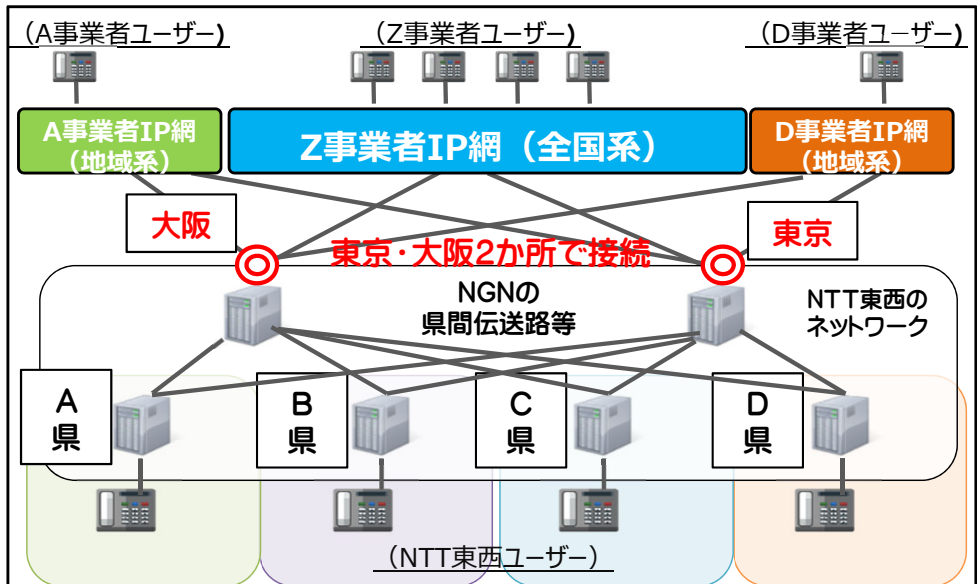 （A事業者ユーザー）
（Z事業者ユーザー）
（D事業者ユーザー）
A事業者IP網
（地域系）
Z事業者IP網（全国系）
D事業者IP網
（地域系）
大阪
東京
東京・大阪2か所で接続
NGNの
県間伝送路等
NTT東西の
ネットワーク
A
県
B
県
C
県
D
県
（NTT東西ユーザー）